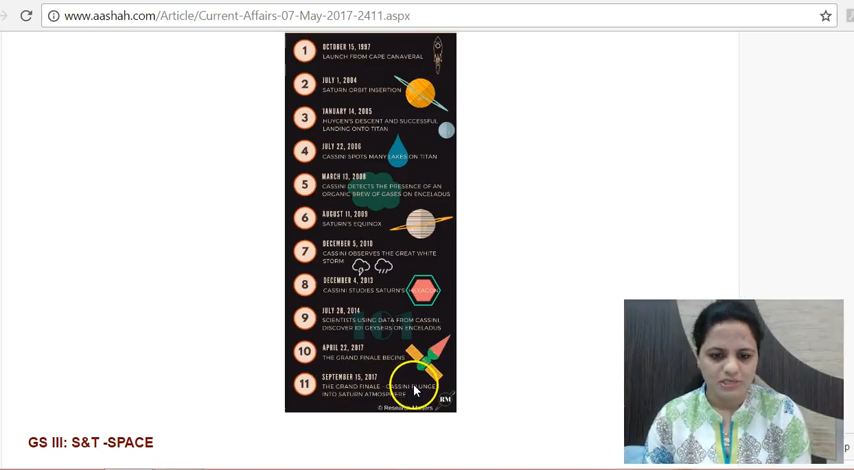 www.aashah.com/Article/Current-Affairs-07-May-2017-2411.aspx
1
OCTOBER 15, 1997
LAUNCH FROM CAPE CANAVERAL
2
JULY 1, 2004
SATURN ORBIT INSERTION
3
JANUARY 14, 2005
HUYGEN'S DESCENT AND SUCCESSFUL
LANDING ONTO TITAN
4
JULY 22, 2006
CASSINI SPOTS MANY LAKES ON TITAN
5
MARCH 13, 2008
CASSINI DETECTS THE PRESENCE OF AN
ORGANIC BREW OF GASES ON ENCELADUS
6
AUGUST 11, 2009
SATURN'S EQUINOX
7
DECEMBER 5, 2010
CASSINI OBSERVES THE GREAT WHITE
STORM
8
DECEMBER 4, 2013
CASSINI STUDIES SATURN'S HEXAGON
9
JULY 28, 2014
SCIENTISTS USING DATA FROM CASSINI,
DISCOVER 101 GEYSERS ON ENCELADUS
101
10
APRIL 22, 2017
THE GRAND FINALE BEGINS
11
SEPTEMBER 15, 2017
THE GRAND FINALE - CASSINI PLUNGE
INTO SATURN ATMOSPHERE
RM
© Research Matters
GS III: S&T -SPACE